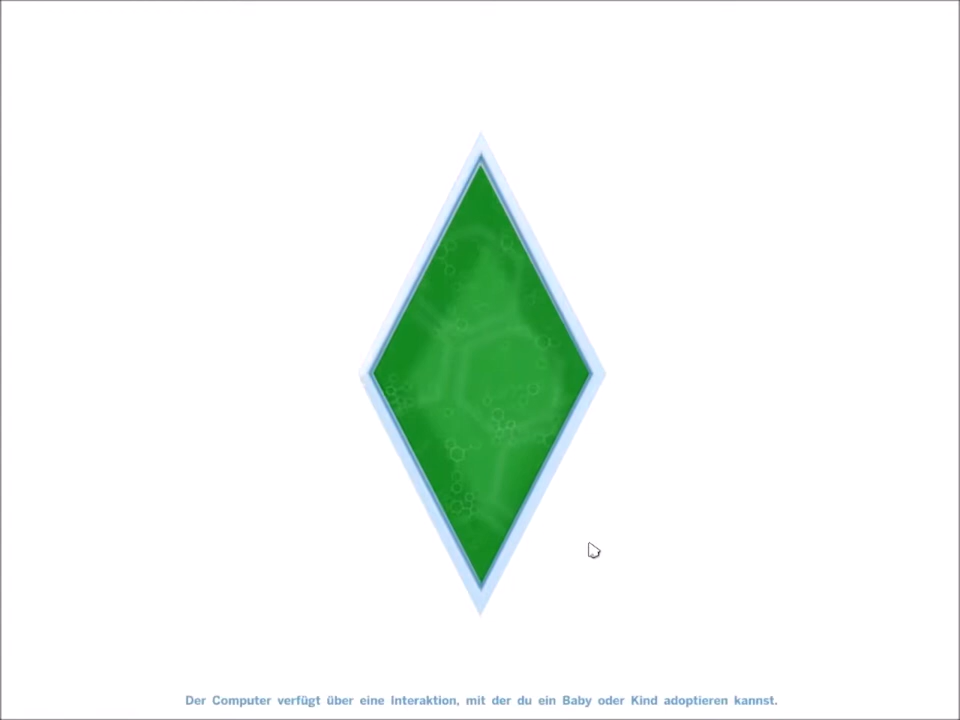 Der Computer verfügt über eine Interaktion, mit der du ein Baby oder Kind adoptieren kannst.